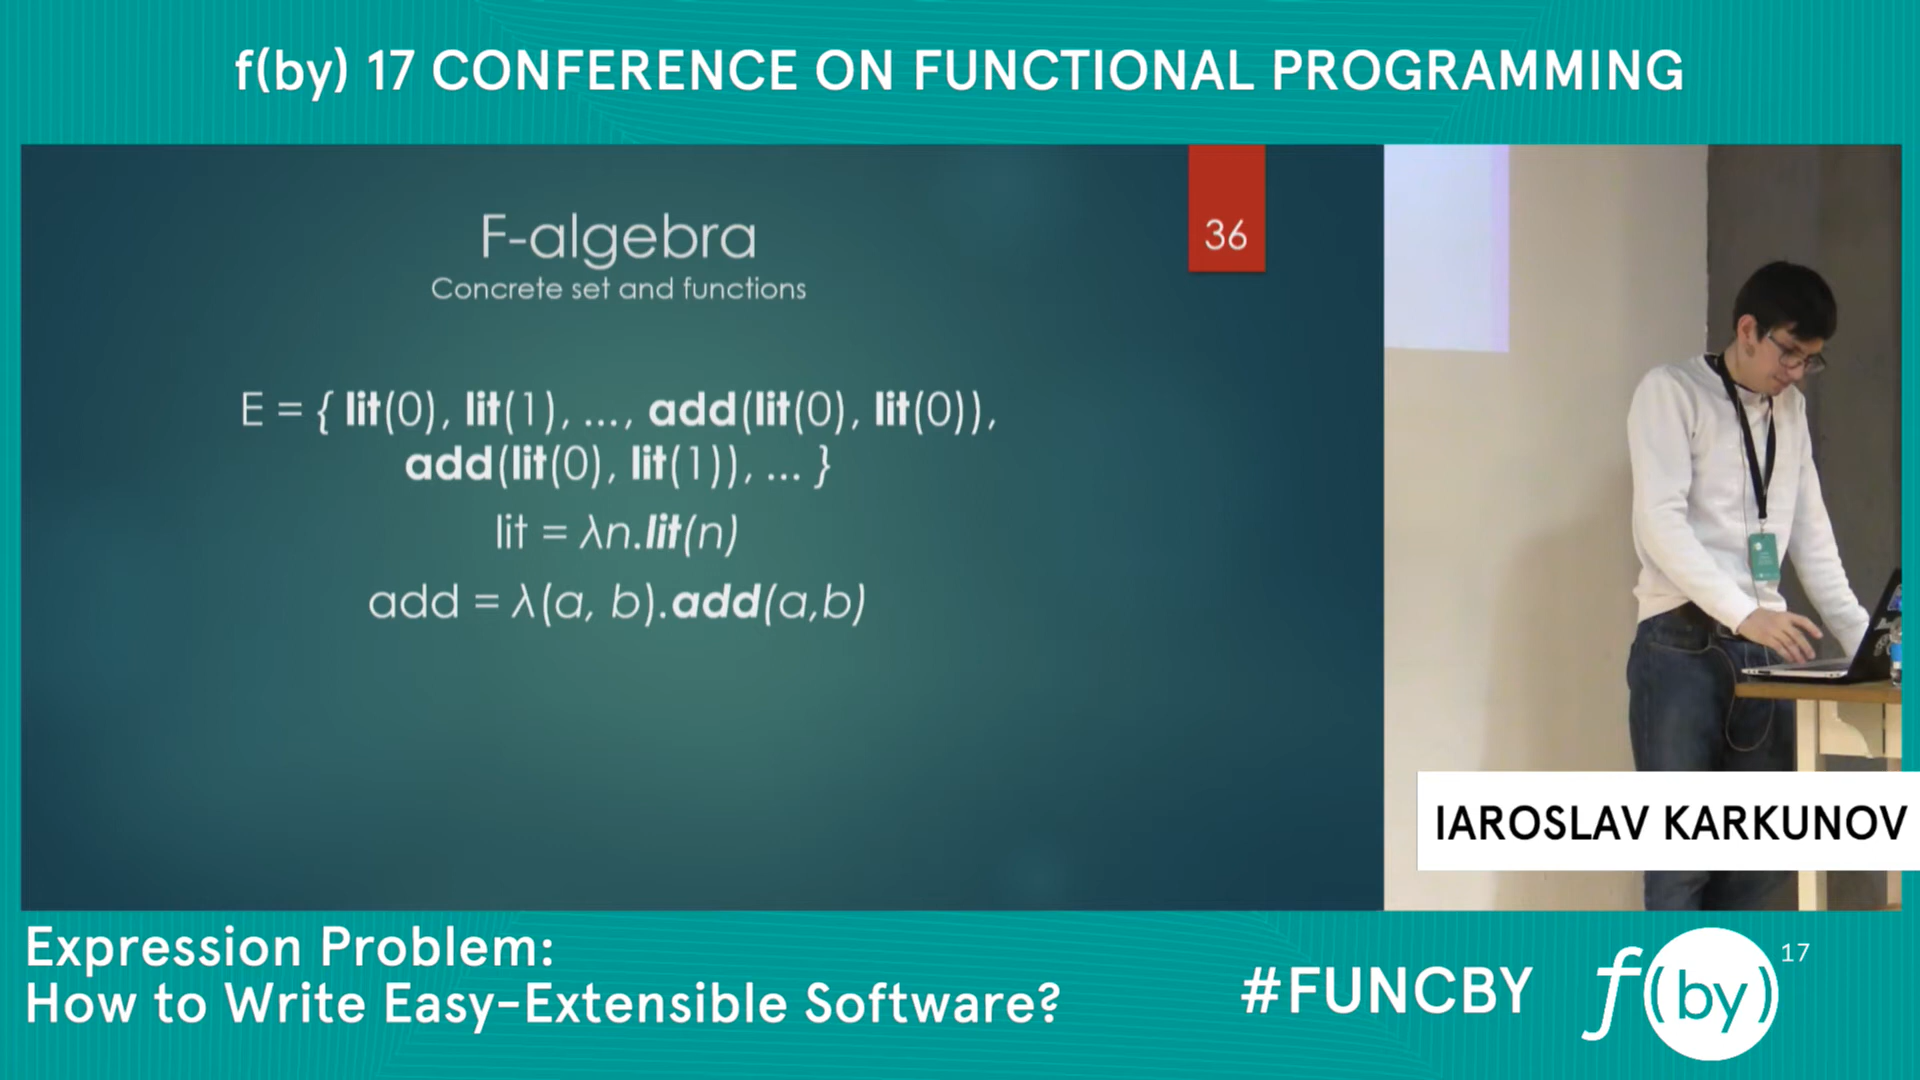 f(by) 17 CONFERENCE ON FUNCTIONAL PROGRAMMING
F-algebra
Concrete set and functions
36
E = { lit(0), lit(1), ..., add(lit(0), lit(0)),
add(lit(0), lit(1)), ... }
lit = λn.lit(n)
add = λ(a, b).add(a,b)
IAROSLAV KARKUNOV
Expression Problem:
How to Write Easy-Extensible Software?
#FUNCBY
f(by) 17